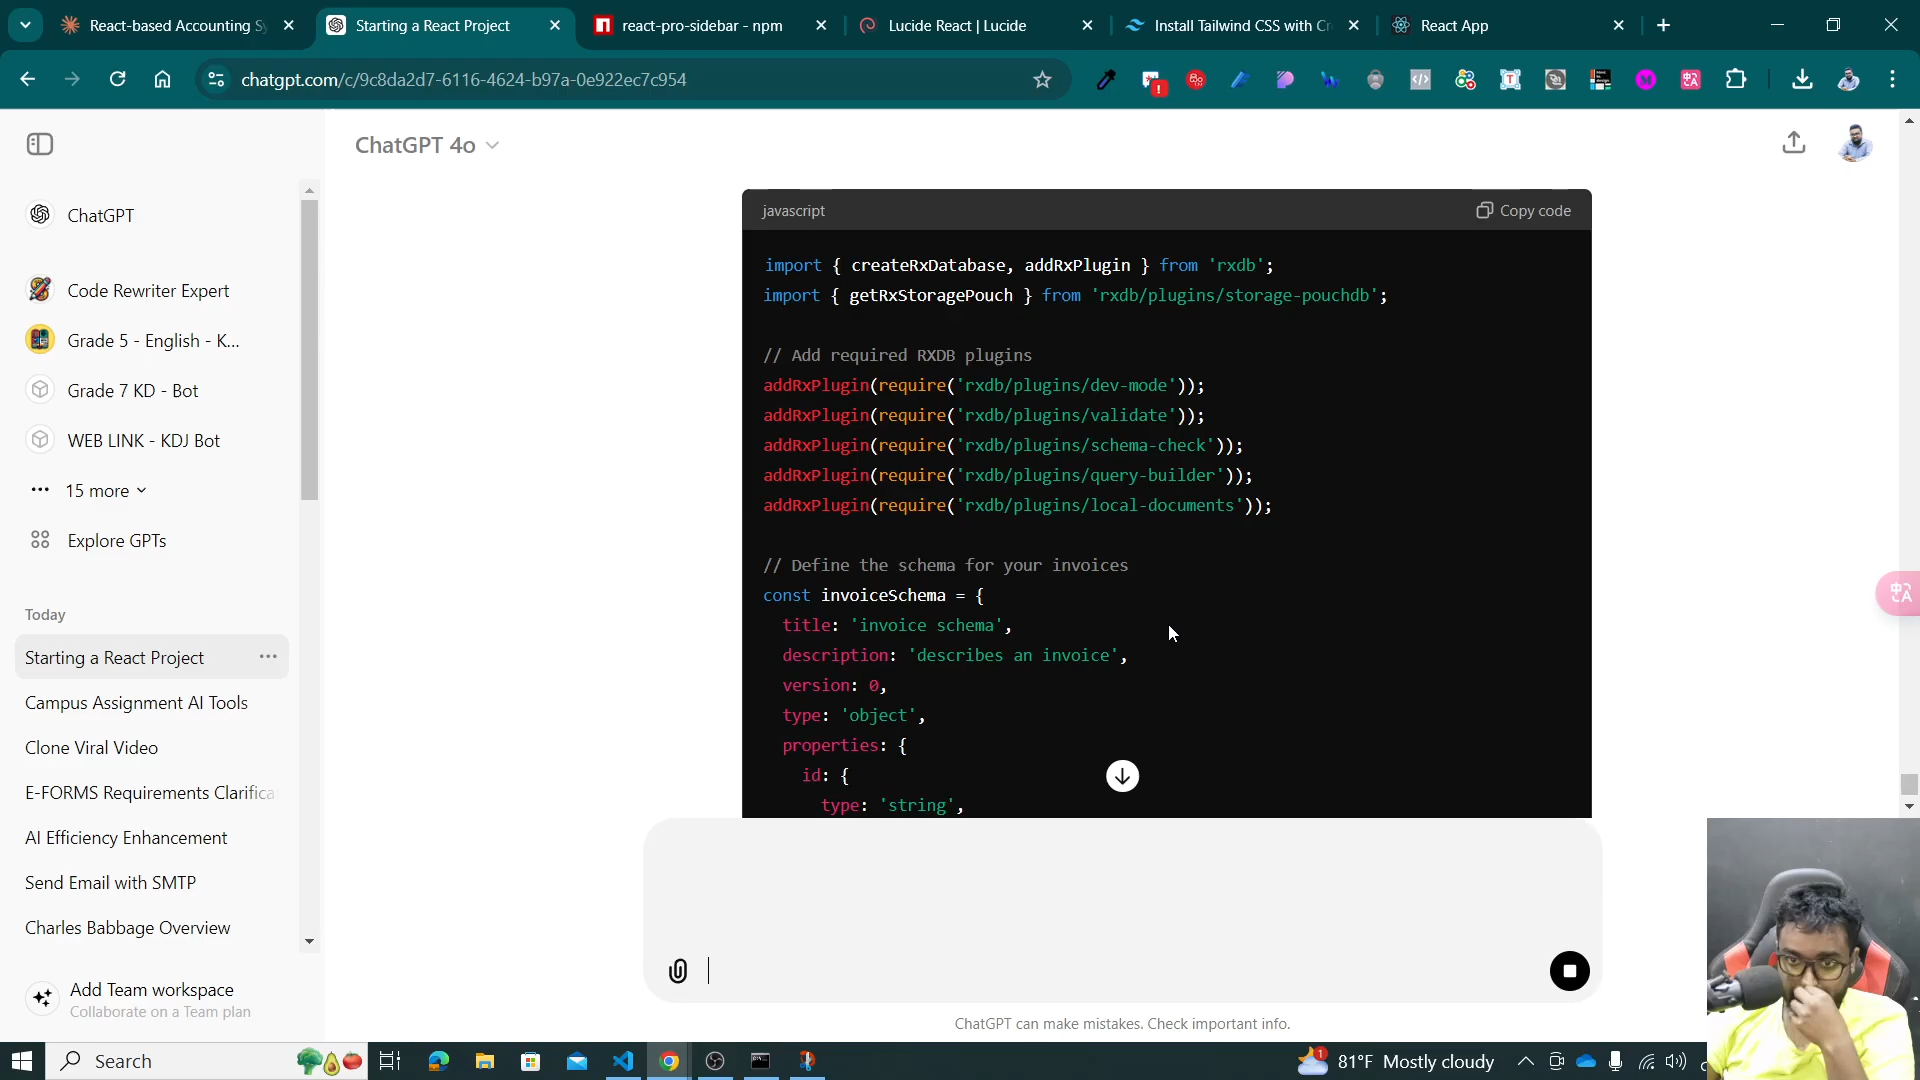 React-based Accounting Sy
Starting a React Project
react-pro-sidebar - npm
Lucide React | Lucide
Install Tailwind CSS with Cr
React App
chatgpt.com/c/9c8da2d7-6116-4624-b97a-0e922ec7c954
ChatGPT 4o
ChatGPT
Code Rewriter Expert
Grade 5 - English - K...
Grade 7 KD - Bot
WEB LINK - KDJ Bot
15 more
Explore GPTs
Today
Starting a React Project
Campus Assignment AI Tools
Clone Viral Video
E-FORMS Requirements Clarifica
AI Efficiency Enhancement
Send Email with SMTP
Charles Babbage Overview
Add Team workspace
Collaborate on a Team plan
javascript
Copy code
import { createRxDatabase, addRxPlugin } from 'rxdb';
import { getRxStoragePouch } from 'rxdb/plugins/storage-pouchdb';
// Add required RXDB plugins
addRxPlugin(require('rxdb/plugins/dev-mode'));
addRxPlugin(require('rxdb/plugins/validate'));
addRxPlugin(require('rxdb/plugins/schema-check'));
addRxPlugin(require('rxdb/plugins/query-builder'));
addRxPlugin(require('rxdb/plugins/local-documents'));
// Define the schema for your invoices
const invoiceSchema = {
title: 'invoice schema',
description: 'describes an invoice',
version: 0,
type: 'object',
properties: {
id: {
type: 'string',
ChatGPT can make mistakes. Check important info.
Search
1
81°F Mostly cloudy